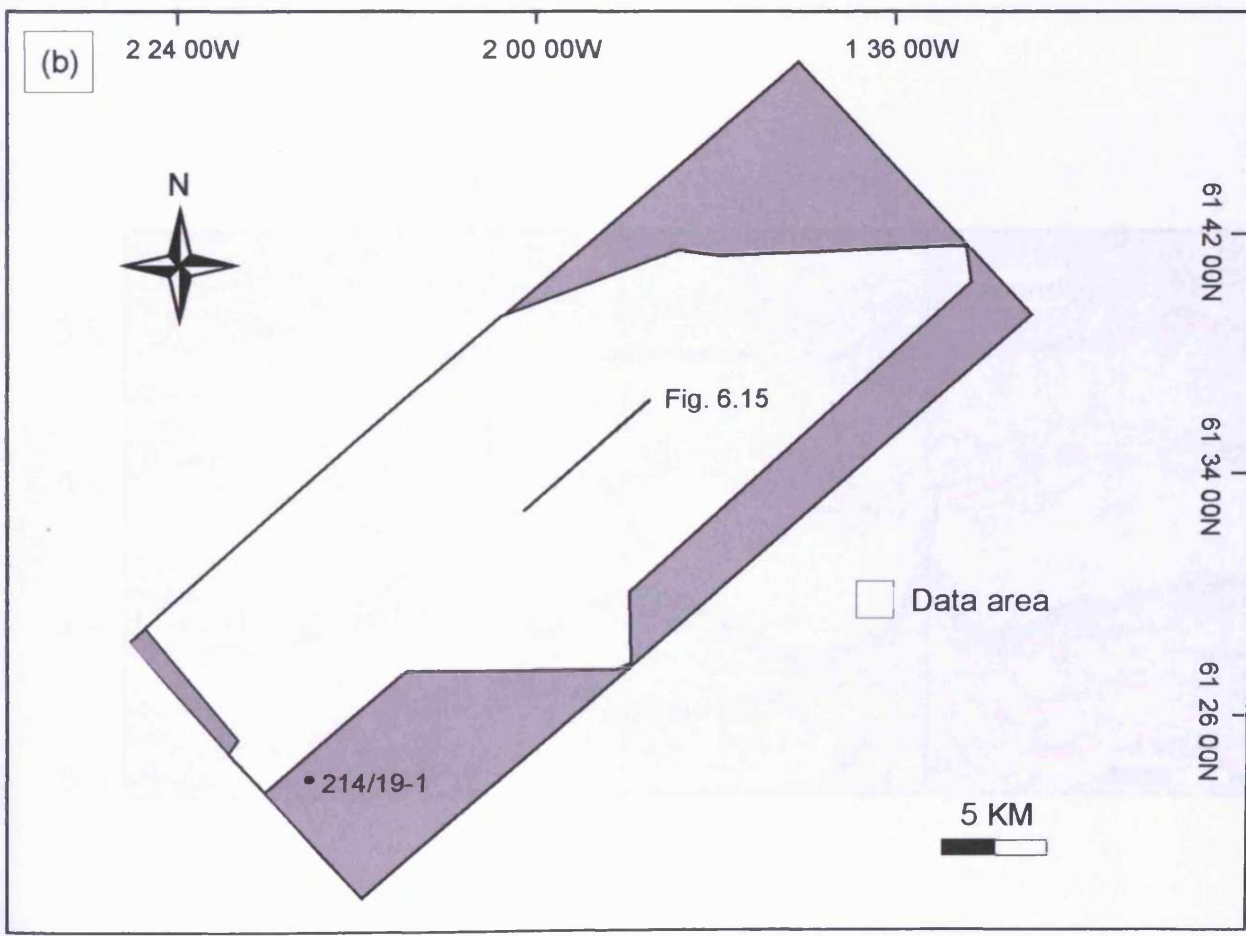 (b)
2 24 00W
2 00 00W
1 36 00W
N
61 42 00N
Fig. 6.15
61 34 00N
Data area
61 26 00N
214/19-1
5 KM